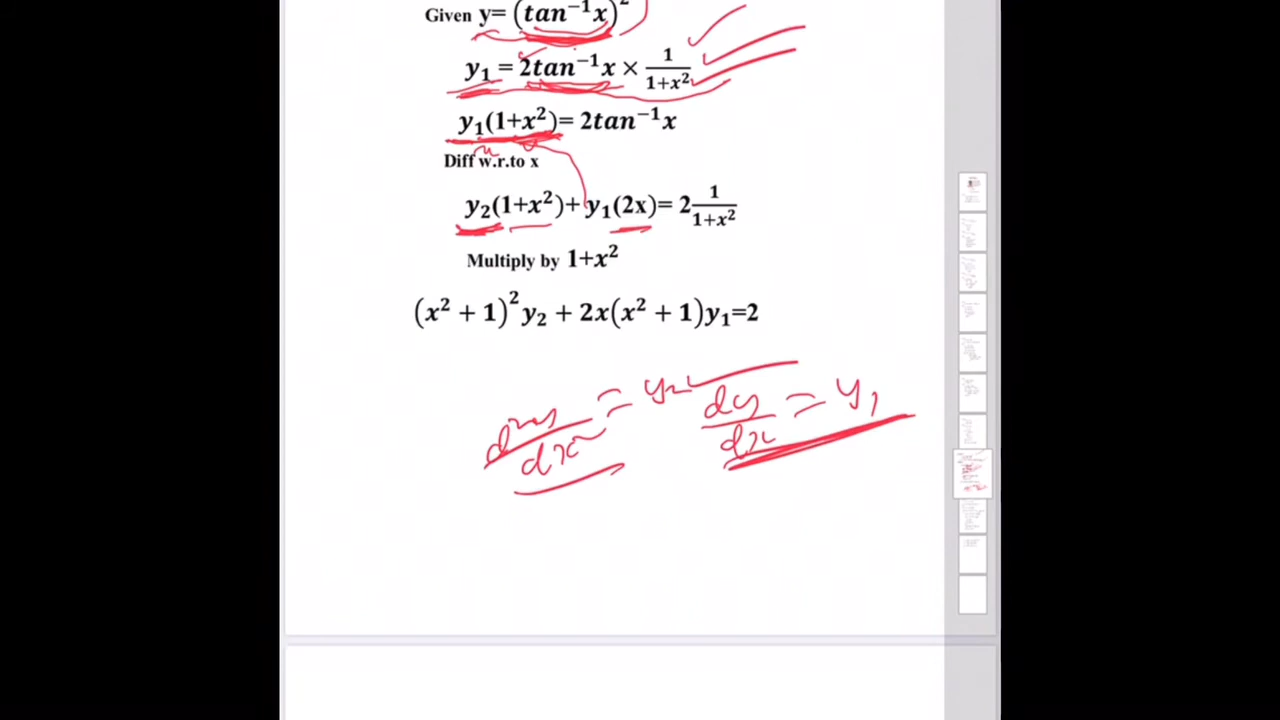 Given y= (tan⁻¹x)²
y₁ = 2tan⁻¹x × 1/(1+x²)
y₁(1+x²)= 2tan⁻¹x
Diff w.r.to x
y₂(1+x²)+ y₁(2x)= 2 1/(1+x²)
Multiply by 1+x²
(x² + 1)²y₂ + 2x(x² + 1)y₁=2
d²y/dx² = y₂ dy/dx = y₁